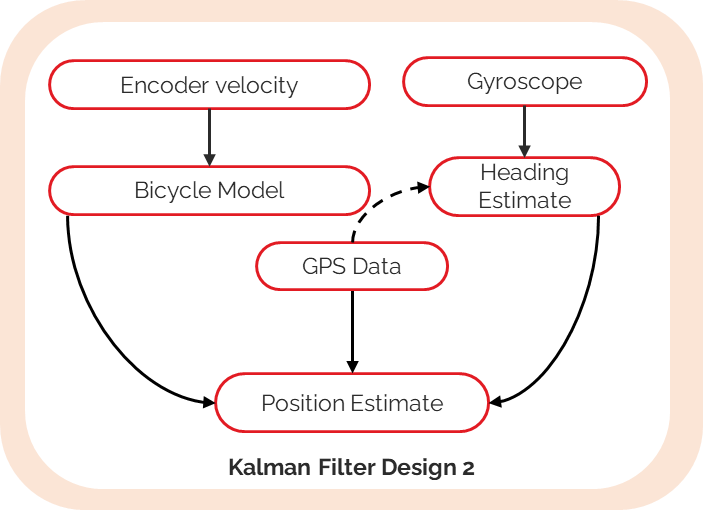 Encoder velocity
Gyroscope
Bicycle Model
Heading
Estimate
GPS Data
Position Estimate
Kalman Filter Design 2